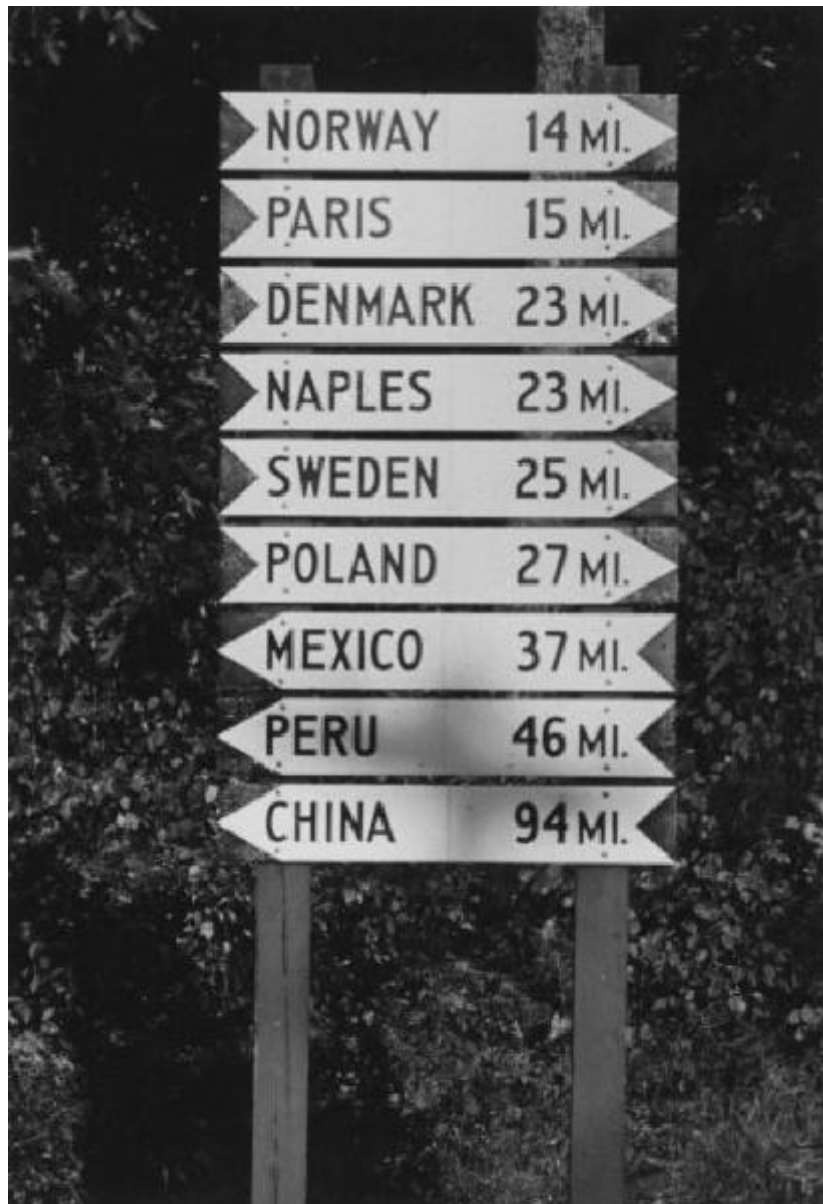 NORWAY 14 MI.
PARIS 15 MI.
DENMARK 23 MI.
NAPLES 23 MI.
SWEDEN 25 MI.
POLAND 27 MI.
MEXICO 37 MI.
PERU 46 MI.
CHINA 94 MI.